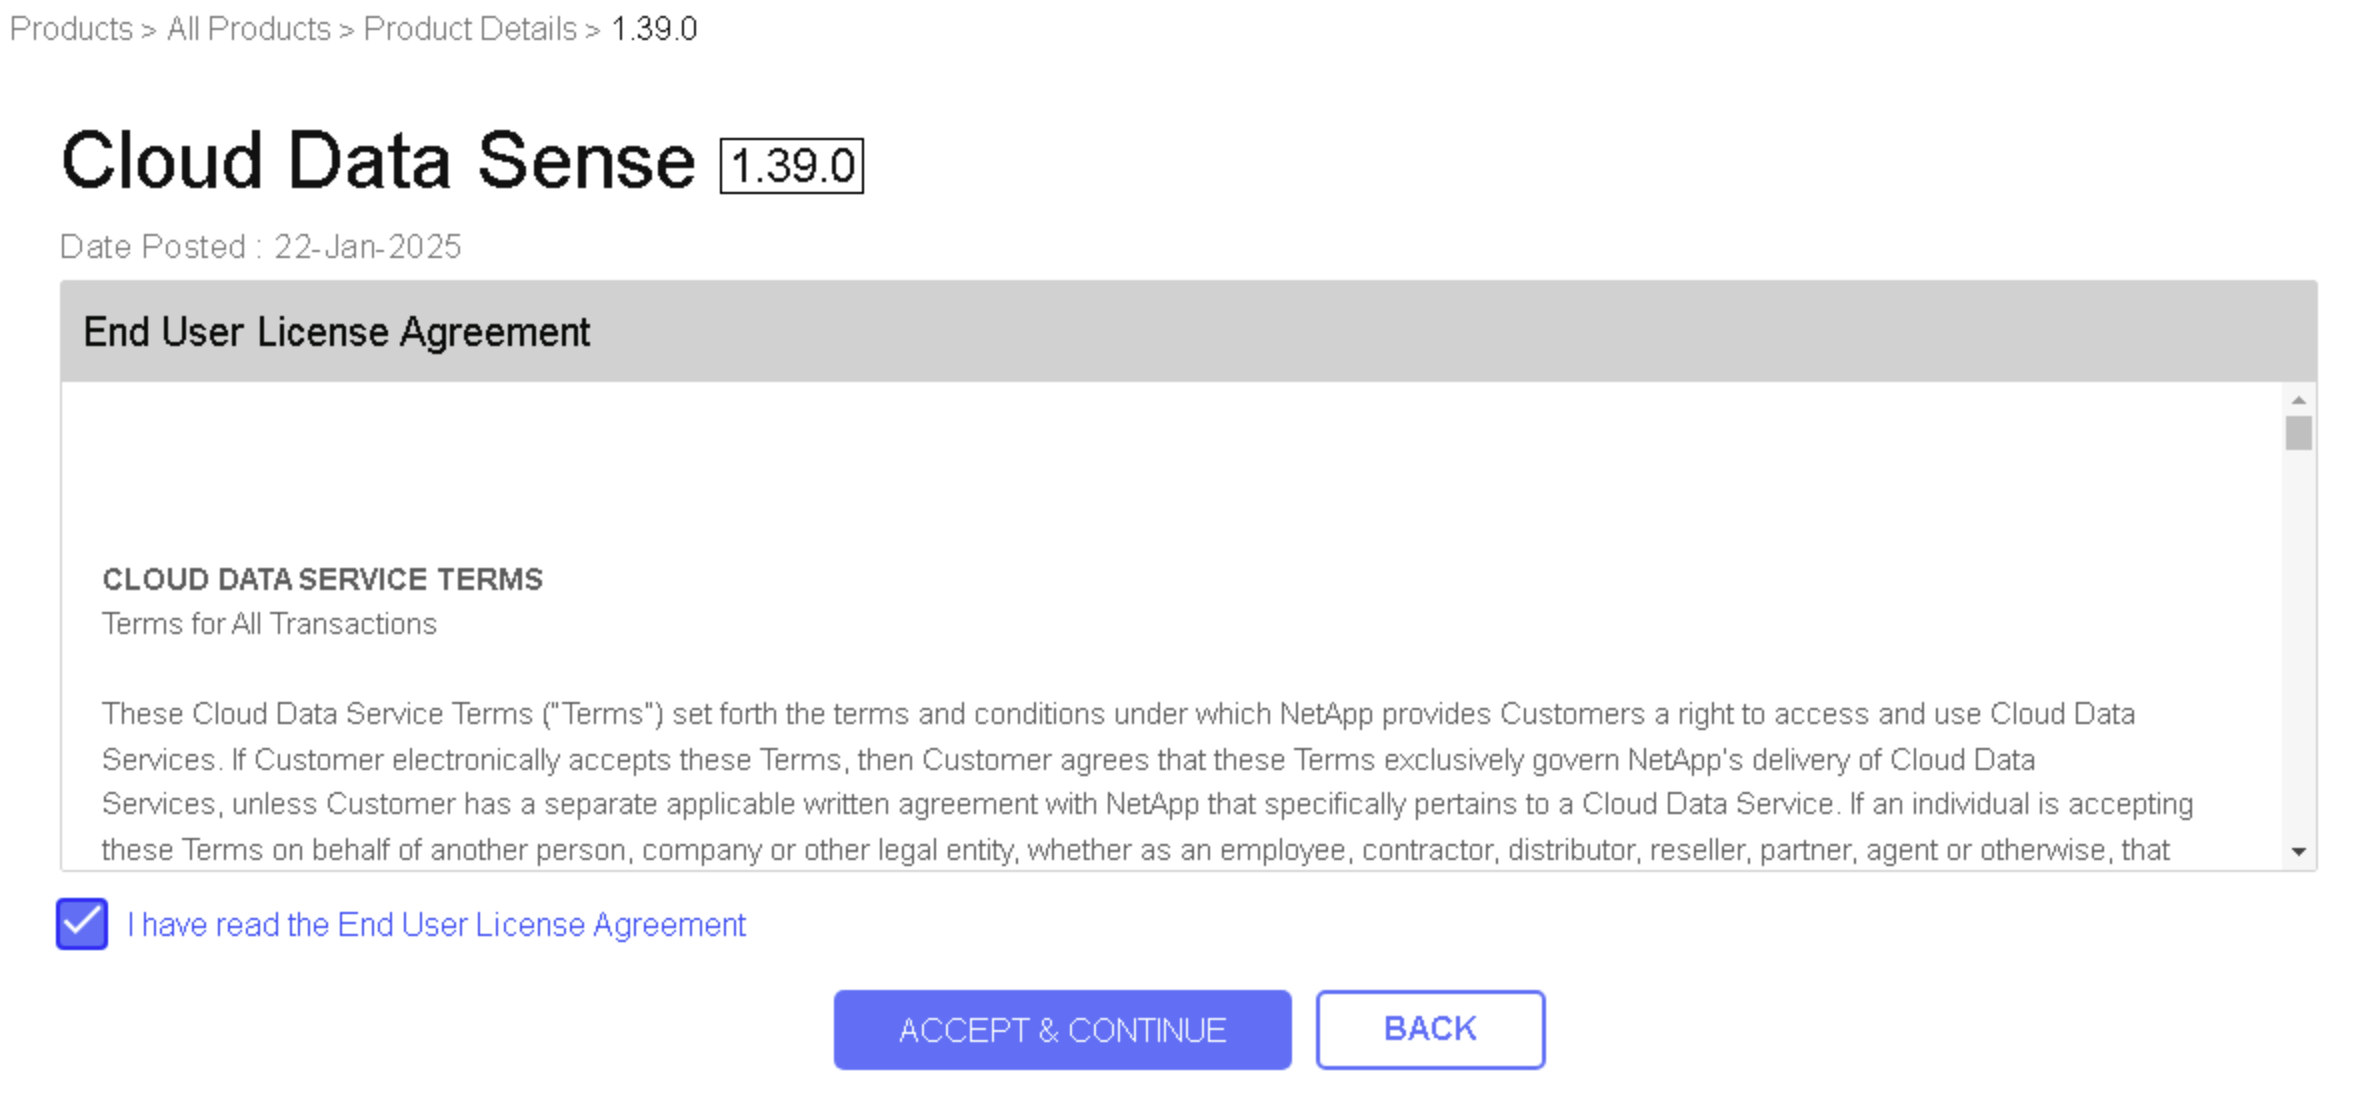 Products > All Products > Product Details > 1.39.0
Cloud Data Sense 1.39.0
Date Posted : 22-Jan-2025
End User License Agreement
CLOUD DATA SERVICE TERMS
Terms for All Transactions
These Cloud Data Service Terms ("Terms") set forth the terms and conditions under which NetApp provides Customers a right to access and use Cloud Data
Services. If Customer electronically accepts these Terms, then Customer agrees that these Terms exclusively govern NetApp's delivery of Cloud Data
Services, unless Customer has a separate applicable written agreement with NetApp that specifically pertains to a Cloud Data Service. If an individual is accepting
these Terms on behalf of another person, company or other legal entity, whether as an employee, contractor, distributor, reseller, partner, agent or otherwise, that
I have read the End User License Agreement
ACCEPT & CONTINUE BACK